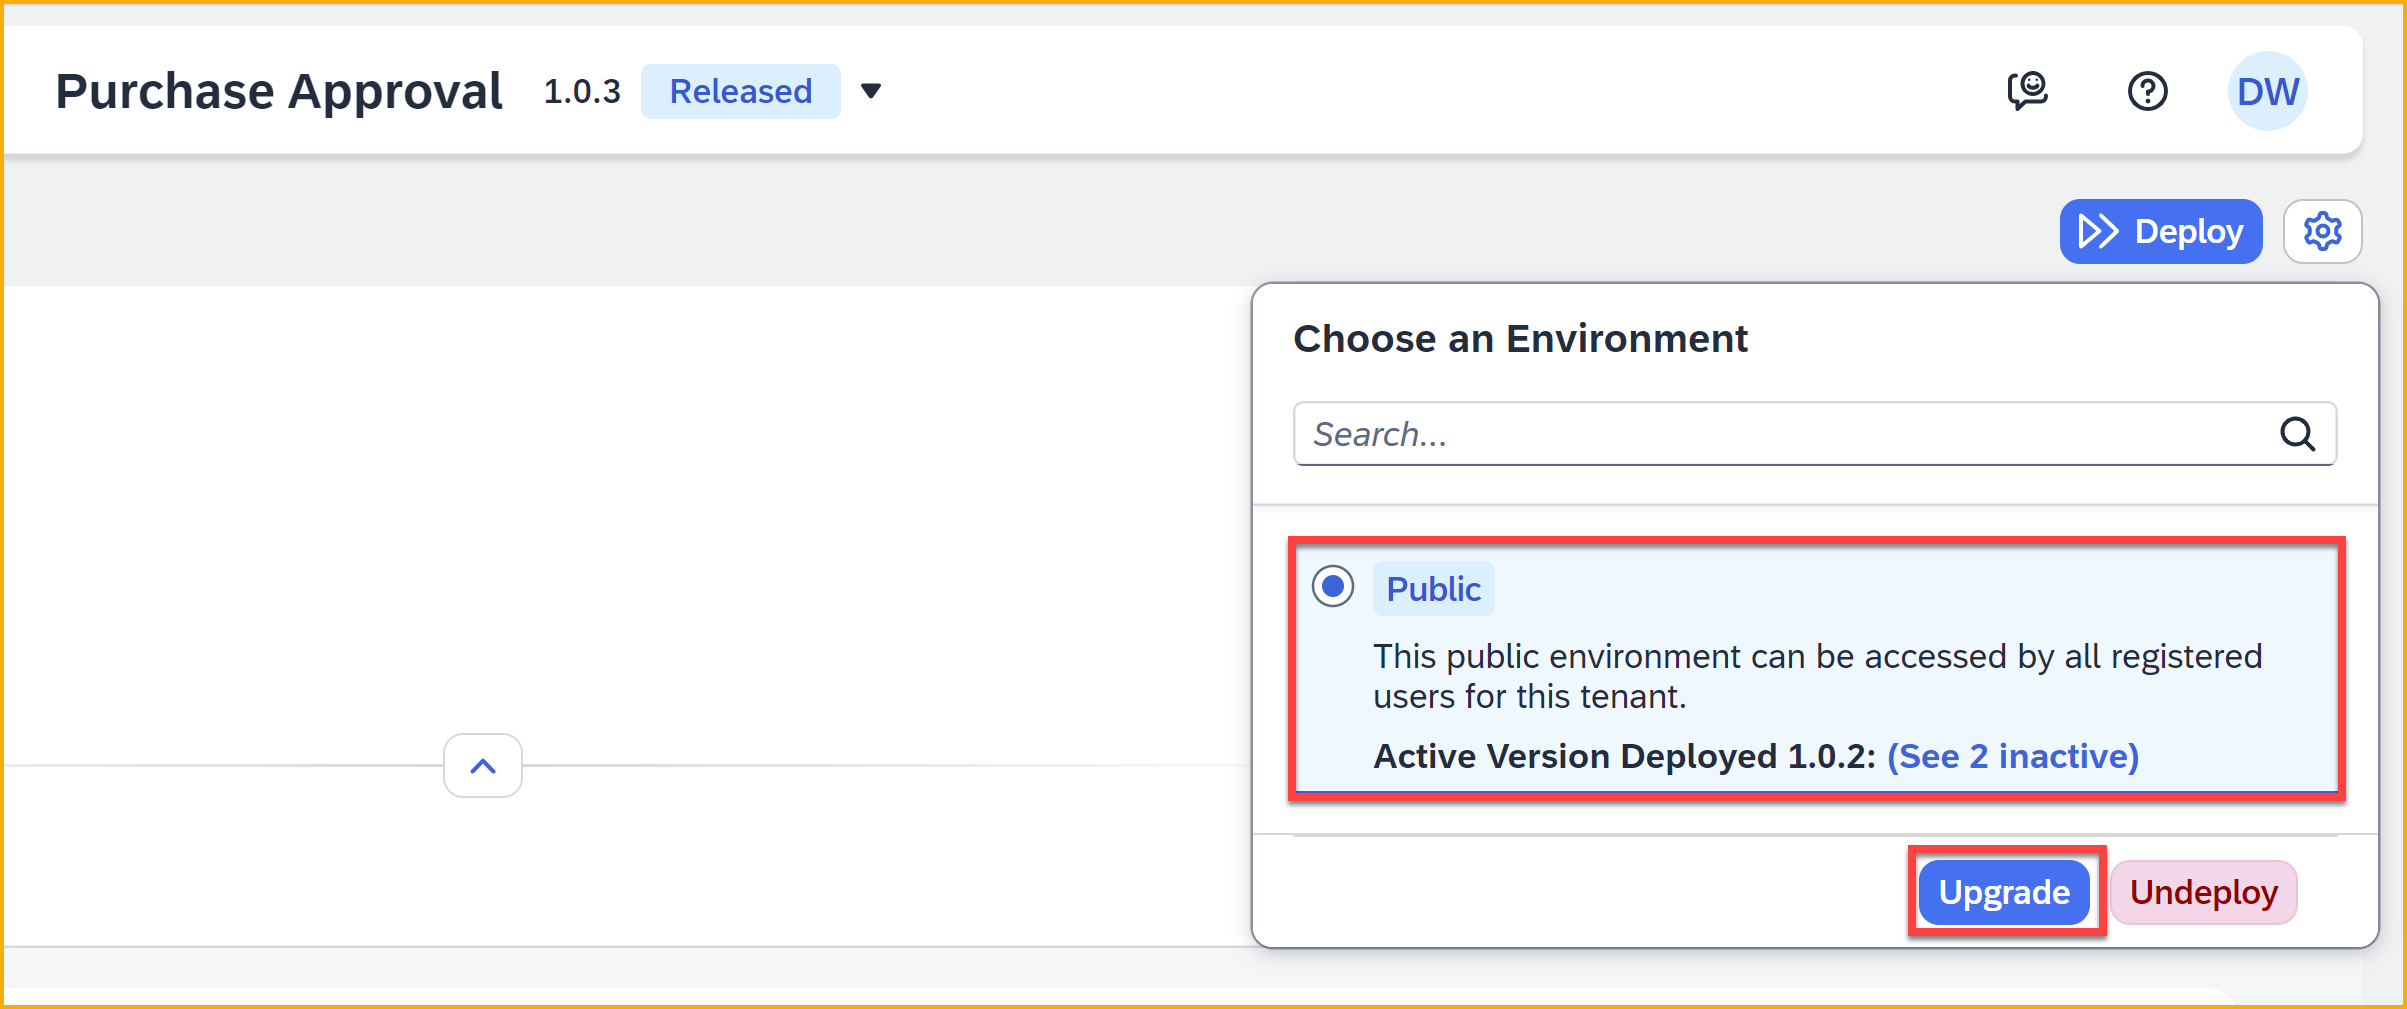 Purchase Approval 1.0.3 Released
DW
Deploy
Choose an Environment
Search...
Public
This public environment can be accessed by all registered
users for this tenant.
Active Version Deployed 1.0.2: (See 2 inactive)
Upgrade Undeploy